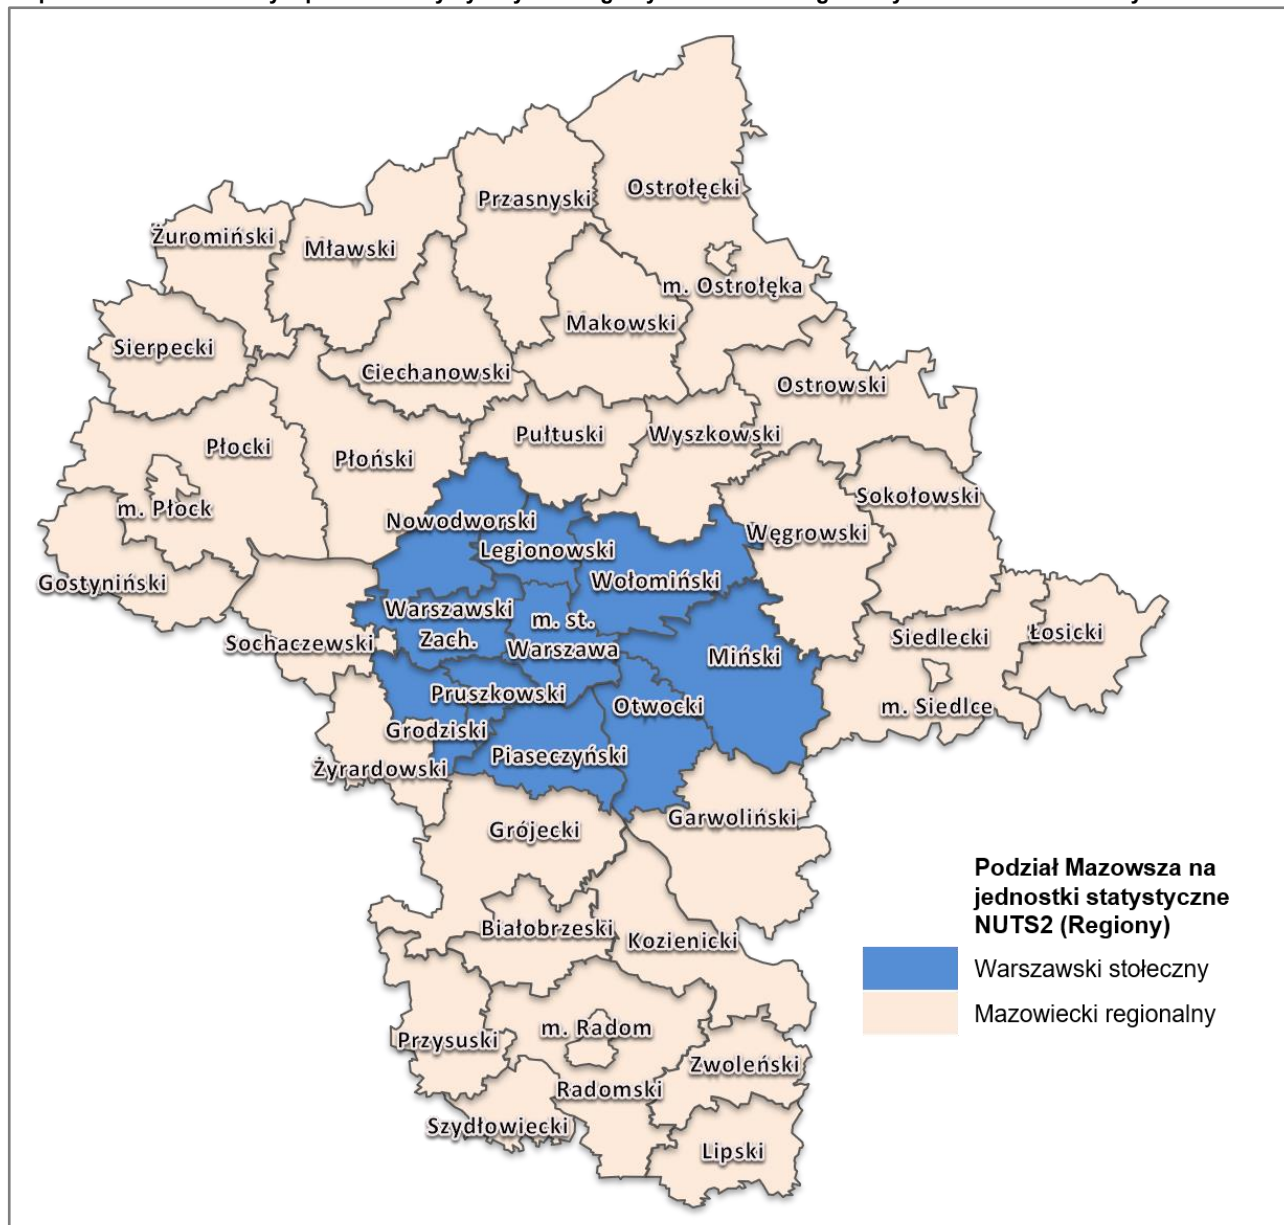 Ostrołęcki
Przasnyski
Żuromiński
Mławski
m. Ostrołęka
Makowski
Sierpecki
Ciechanowski
Ostrowski
Płocki
Płoński
Pułtuski
Wyszkowski
Sokołowski
m. Płock
Nowodworski
Węgrowski
Legionowski
Gostyniński
Wołomiński
Warszawski
Zach.
m. st.
Warszawa
Sochaczewski
Siedlecki
Łosicki
Miński
Pruszkowski
Otwocki
m. Siedlce
Grodziski
Piaseczyński
Żyrardowski
Garwoliński
Grójecki
Białobrzeski
Kozienicki
Przysuski
m. Radom
Zwoleński
Radomski
Szydłowiecki
Lipski
Podział Mazowsza na
jednostki statystyczne
NUTS2 (Regiony)
Warszawski stołeczny
Mazowiecki regionalny